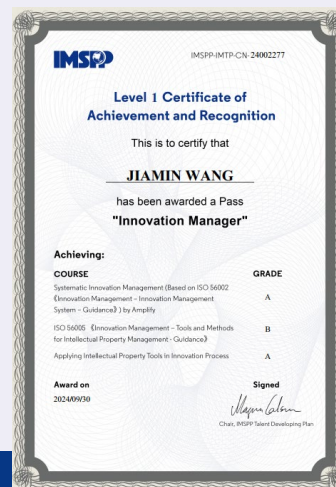 IMSPP
IMSPP-IMTP-CN-24002277
Level 1 Certificate of
Achievement and Recognition
This is to certify that
JIAMIN WANG
has been awarded a Pass
"Innovation Manager"
Achieving:
COURSE GRADE
Systematic Innovation Management (Based on ISO 56002
《Innovation Management – Innovation Management
System – Guidance》) by Amplify
A
ISO 56005 《Innovation Management – Tools and Methods
for Intellectual Property Management - Guidance》
B
Applying Intellectual Property Tools in Innovation Process
A
Award on Signed
2024/09/30
Chair, IMSPP Talent Developing Plan